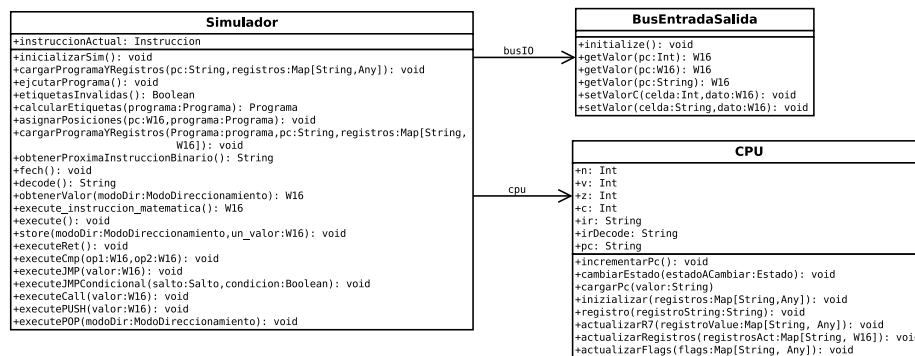 Simulador
+instruccionActual: Instruccion
+inicializarSim(): void
+cargarProgramaYRegistros(pc:String,registros:Map[String,Any]): void
+ejcutarPrograma(): void
+etiquetasInvalidas(): Boolean
+calcularEtiquetas(programa:Programa): Programa
+asignarPosiciones(pc:W16,programa:Programa): void
+cargarProgramaYRegistros(Programa:programa,pc:String,registros:Map[String,
W16]): void
+obtenerProximaInstruccionBinario(): String
+fech(): void
+decode(): String
+obtenerValor(modoDir:ModoDireccionamiento): W16
+execute_instruccion_matematica(): W16
+execute(): void
+store(modoDir:ModoDireccionamiento,un_valor:W16): void
+executeRet(): void
+executeCmp(op1:W16,op2:W16): void
+executeJMP(valor:W16): void
+executeJMPCondicional(salto:Salto,condicion:Boolean): void
+executeCall(valor:W16): void
+executePUSH(valor:W16): void
+executePOP(modoDir:ModoDireccionamiento): void
busIO
cpu
BusEntradaSalida
+initialize(): void
+getValor(pc:Int): W16
+getValor(pc:W16): W16
+getValor(pc:String): W16
+setValorC(celda:Int,dato:W16): void
+setValor(celda:String,dato:W16): void
CPU
+n: Int
+v: Int
+z: Int
+c: Int
+ir: String
+irDecode: String
+pc: String
+incrementarPc(): void
+cambiarEstado(estadoACambiar:Estado): void
+cargarPc(valor:String)
+inizializar(registros:Map[String,Any]): void
+registro(registroString:String): void
+actualizarR7(registroValue:Map[String, Any]): void
+actualizarRegistros(registrosAct:Map[String, W16]): void
+actualizarFlags(flags:Map[String, Any]): void